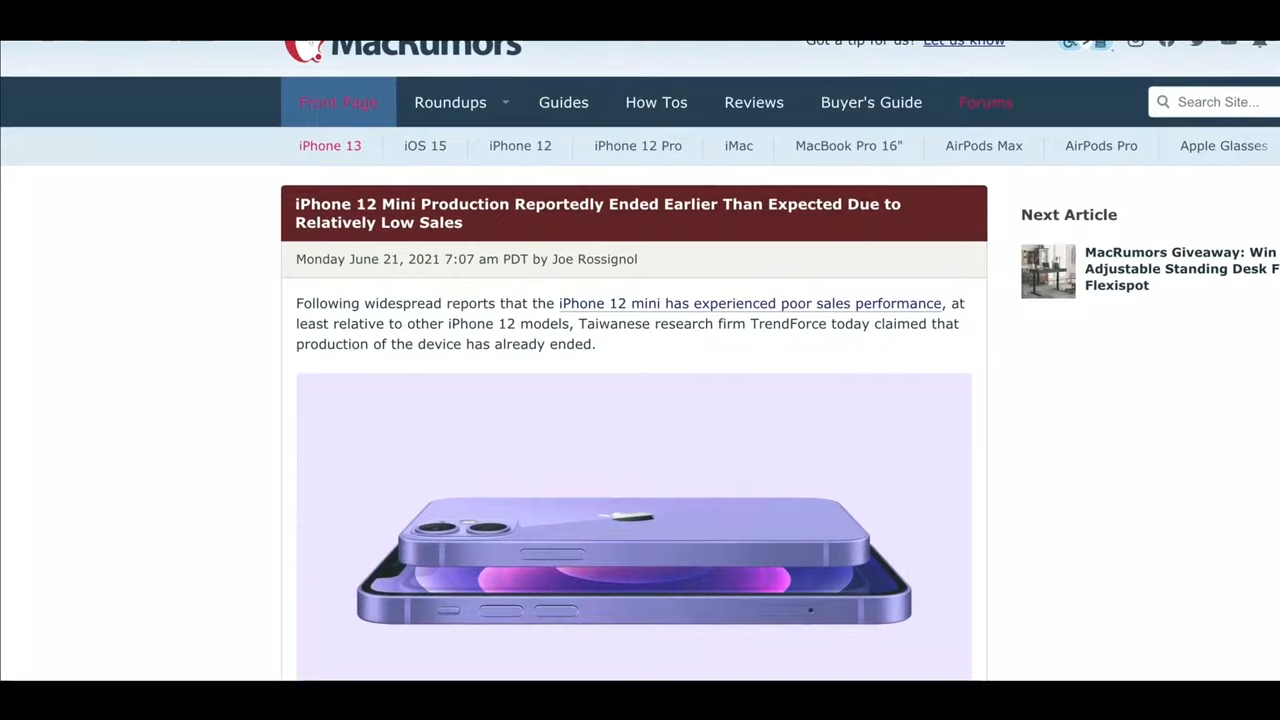 MacRumors
Got a tip for us? Let us know
Front Page Roundups Guides How Tos Reviews Buyer's Guide Forums Search Site...
iPhone 13 iOS 15 iPhone 12 iPhone 12 Pro iMac MacBook Pro 16" AirPods Max AirPods Pro Apple Glasses
iPhone 12 Mini Production Reportedly Ended Earlier Than Expected Due to
Relatively Low Sales
Monday June 21, 2021 7:07 am PDT by Joe Rossignol
Following widespread reports that the iPhone 12 mini has experienced poor sales performance, at
least relative to other iPhone 12 models, Taiwanese research firm TrendForce today claimed that
production of the device has already ended.
Next Article
MacRumors Giveaway: Win
Adjustable Standing Desk F
Flexispot